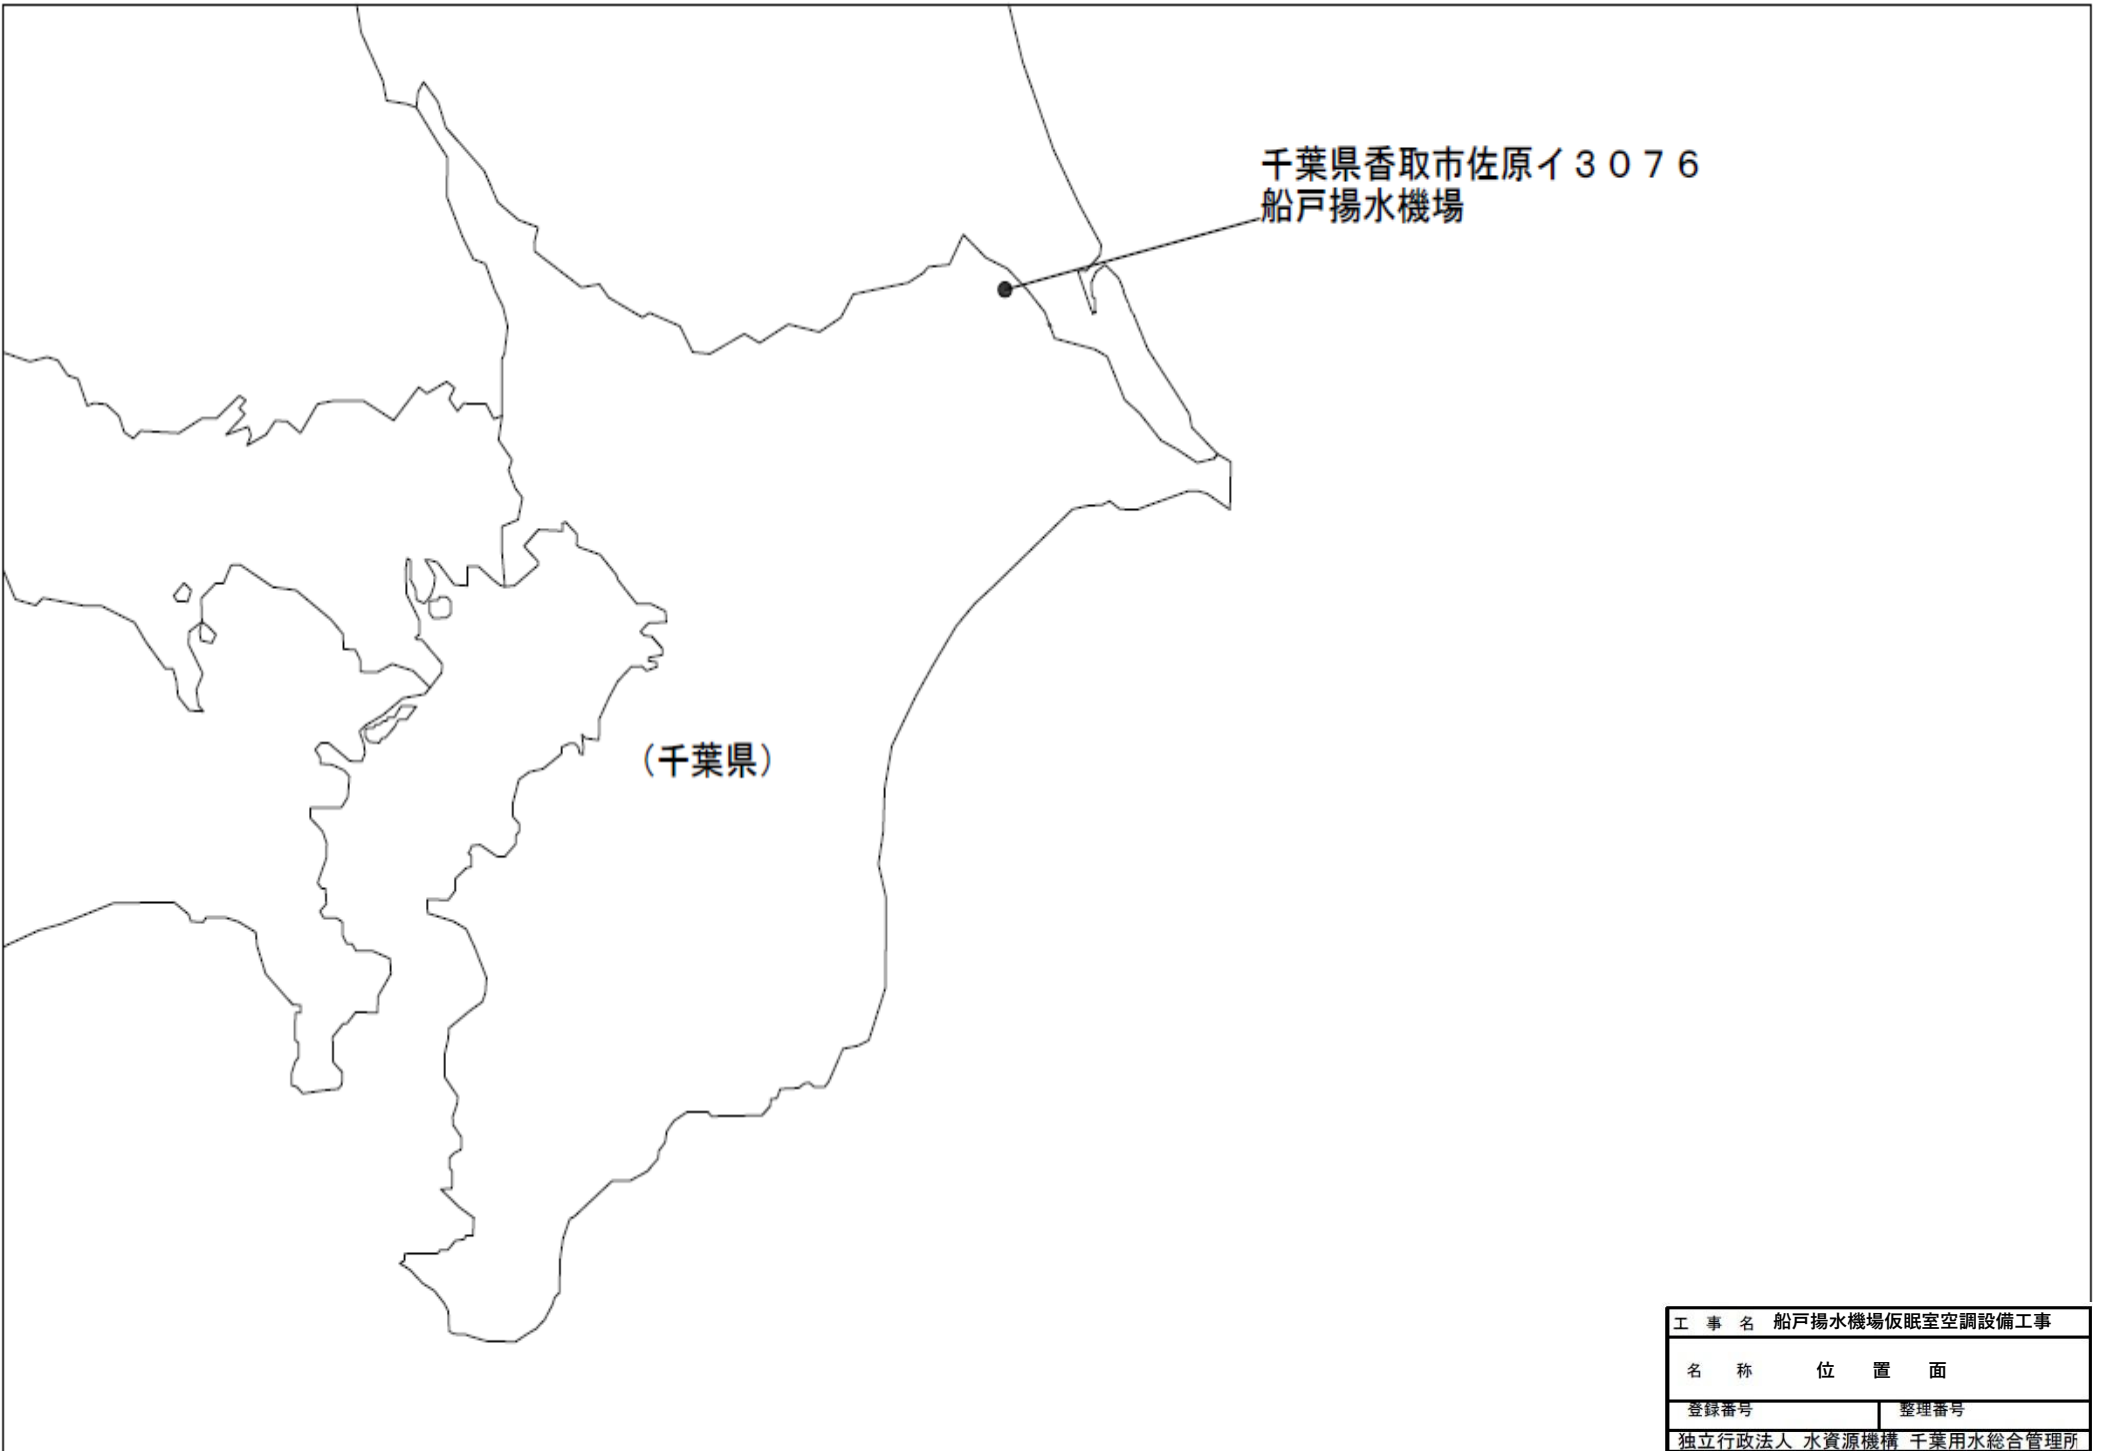 千葉県香取市佐原イ３０７６
船戸揚水機場
（千葉県）
工 事 名 船戸揚水機場仮眠室空調設備工事
名 称 位 置 面
登録番号 整理番号
独立行政法人 水資源機構 千葉用水総合管理所